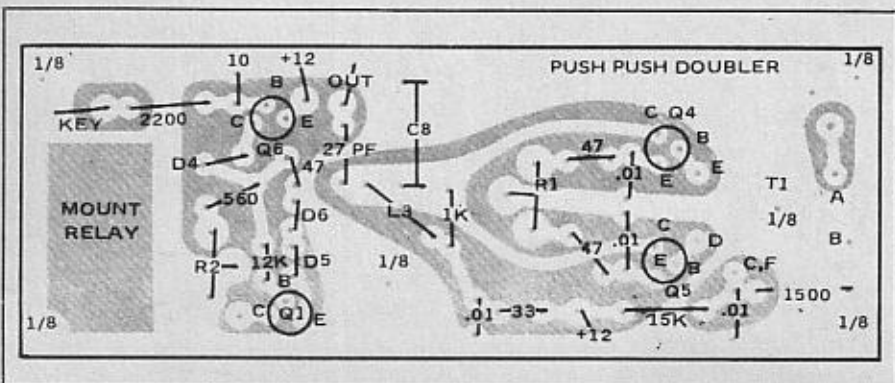 1/8 10 +12 OUT PUSH PUSH DOUBLER 1/8
B
KEY 2200 C E C8 C Q4 B
Q6
D4 47 27 PF 47 .01 E E
560 R1 T1
MOUNT RELAY D6 L3 1K 1/8 A
.01 C D B
R2 12K D5 1/8 47 E B C,F
B Q5 1500
C Q1 E .01 33 15K .01
1/8 +12 1/8